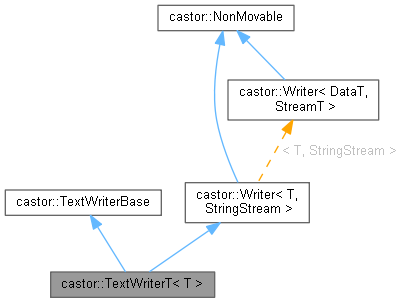 castor::NonMovable
castor::Writer< DataT,
StreamT >
< T, StringStream >
castor::TextWriterBase
castor::Writer< T,
StringStream >
castor::TextWriterT< T >